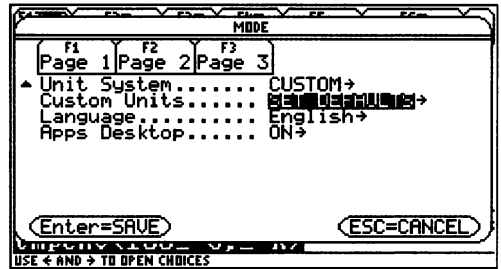 MODE
F1 F2 F3
Page 1 Page 2 Page 3
Unit System....... CUSTOM→
Custom Units...... SET DEFAULTS→
Language.......... English→
Apps Desktop...... ON→
Enter=SAVE ESC=CANCEL
USE ← AND → TO OPEN CHOICES